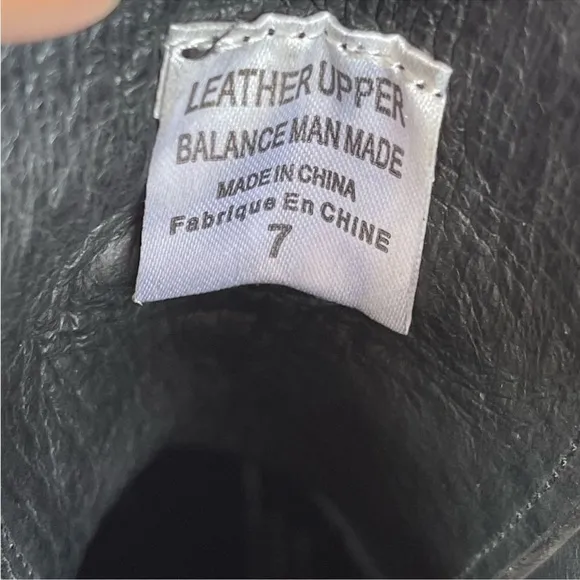 LEATHER UPPER
BALANCE MAN MADE
MADE IN CHINA
Fabrique En CHINE
7